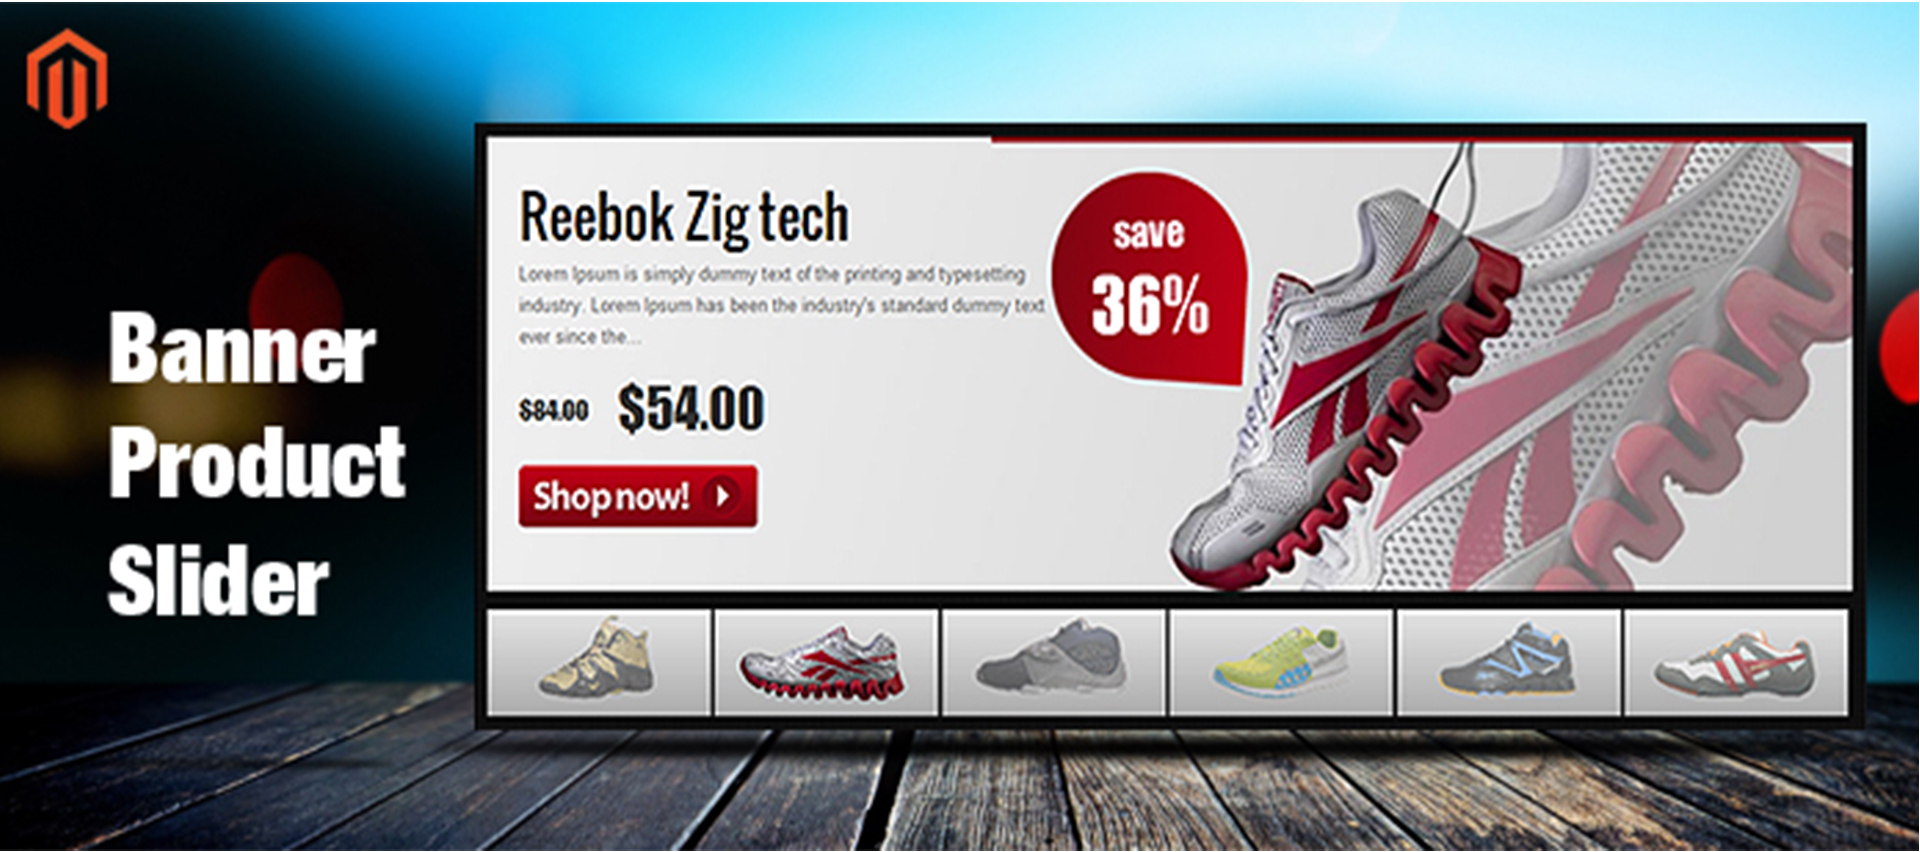 Banner
Product
Slider
Reebok Zig tech
Lorem Ipsum is simply dummy text of the printing and typesetting
industry. Lorem Ipsum has been the industry's standard dummy text
ever since the...
$84.00 $54.00
Shop now!
save
36%